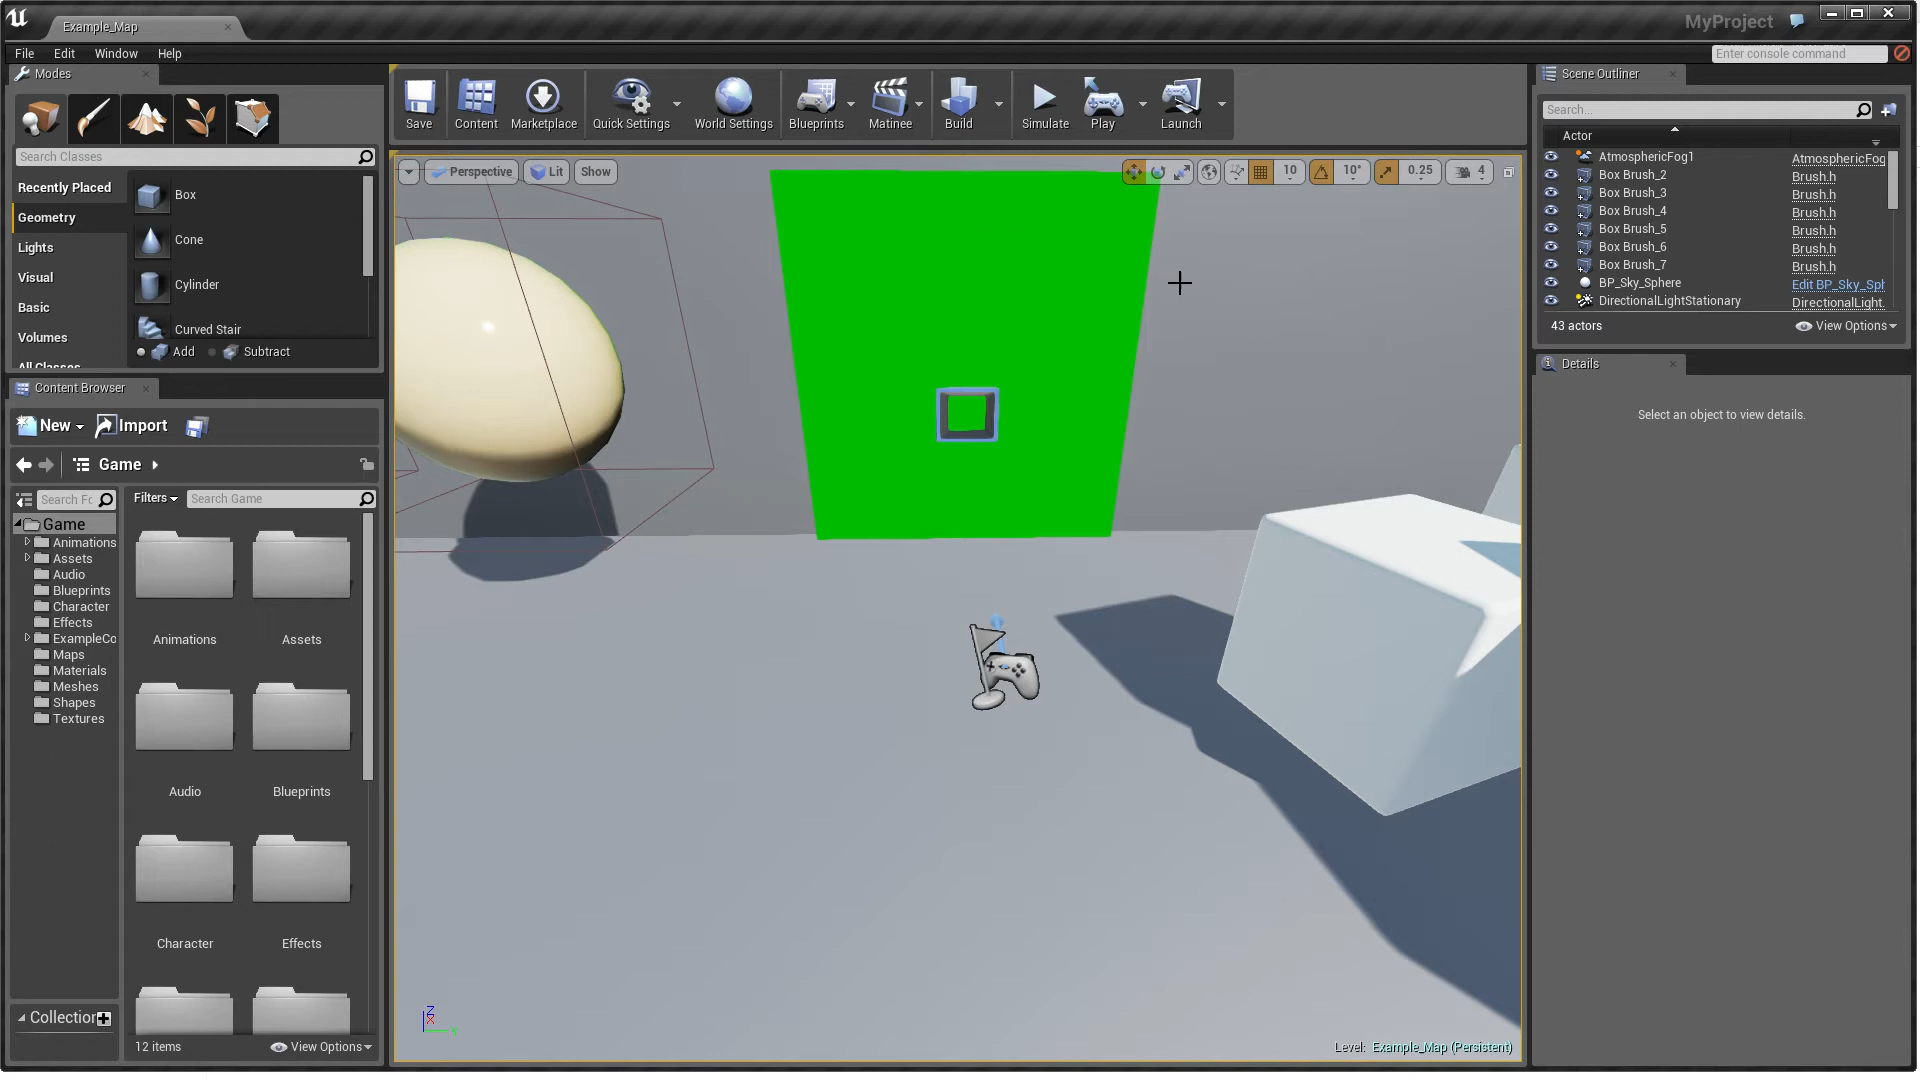 Example_Map
MyProject
File Edit Window Help
Enter console command
Modes
Search Classes
Recently Placed
Geometry
Lights
Visual
Basic
Volumes
All Classes
Box
Cone
Cylinder
Curved Stair
Add Subtract
Save Content Marketplace Quick Settings World Settings Blueprints Matinee Build Simulate Play Launch
Perspective Lit Show
10 10° 0.25 4
Scene Outliner
Search...
Actor
AtmosphericFog1 AtmosphericFog
Box Brush_2 Brush.h
Box Brush_3 Brush.h
Box Brush_4 Brush.h
Box Brush_5 Brush.h
Box Brush_6 Brush.h
Box Brush_7 Brush.h
BP_Sky_Sphere Edit BP_Sky_Sph
DirectionalLightStationary DirectionalLight.
43 actors View Options
Details
Select an object to view details.
Content Browser
New Import
Game
Search Fo
Filters Search Game
Game
Animations
Assets
Audio
Blueprints
Character
Effects
ExampleCo
Maps
Materials
Meshes
Shapes
Textures
Animations Assets
Audio Blueprints
Character Effects
Collection
12 items View Options
Z
X
Y
Level: Example_Map (Persistent)